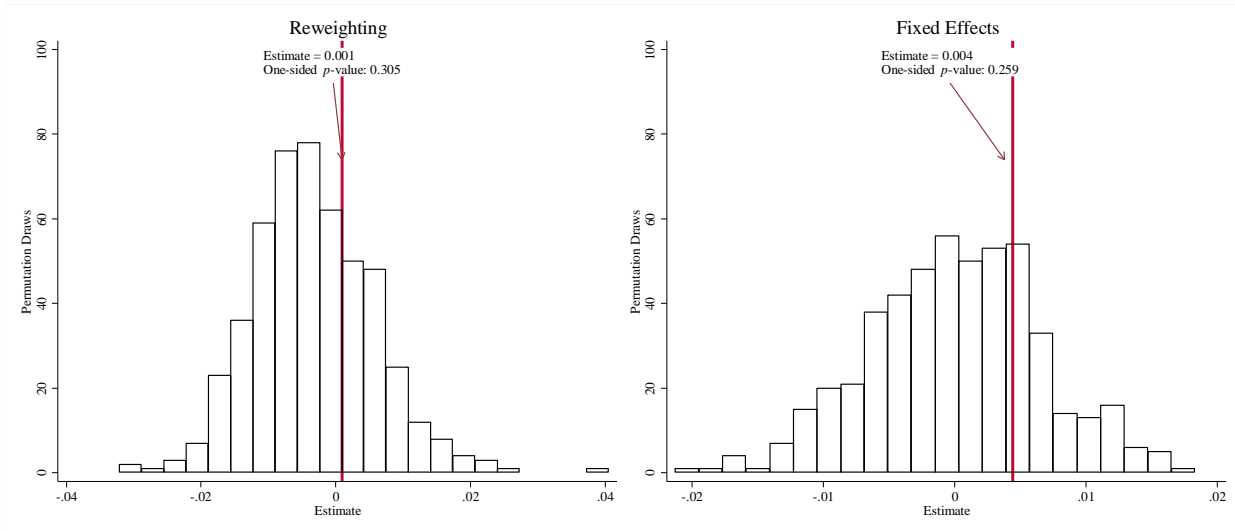 Reweighting
Estimate = 0.001
One-sided p-value: 0.305
Permutation Draws
100
80
60
40
20
0
-.04
-.02
0
.02
.04
Estimate
Fixed Effects
Estimate = 0.004
One-sided p-value: 0.259
Permutation Draws
100
80
60
40
20
0
-.02
-.01
0
.01
.02
Estimate